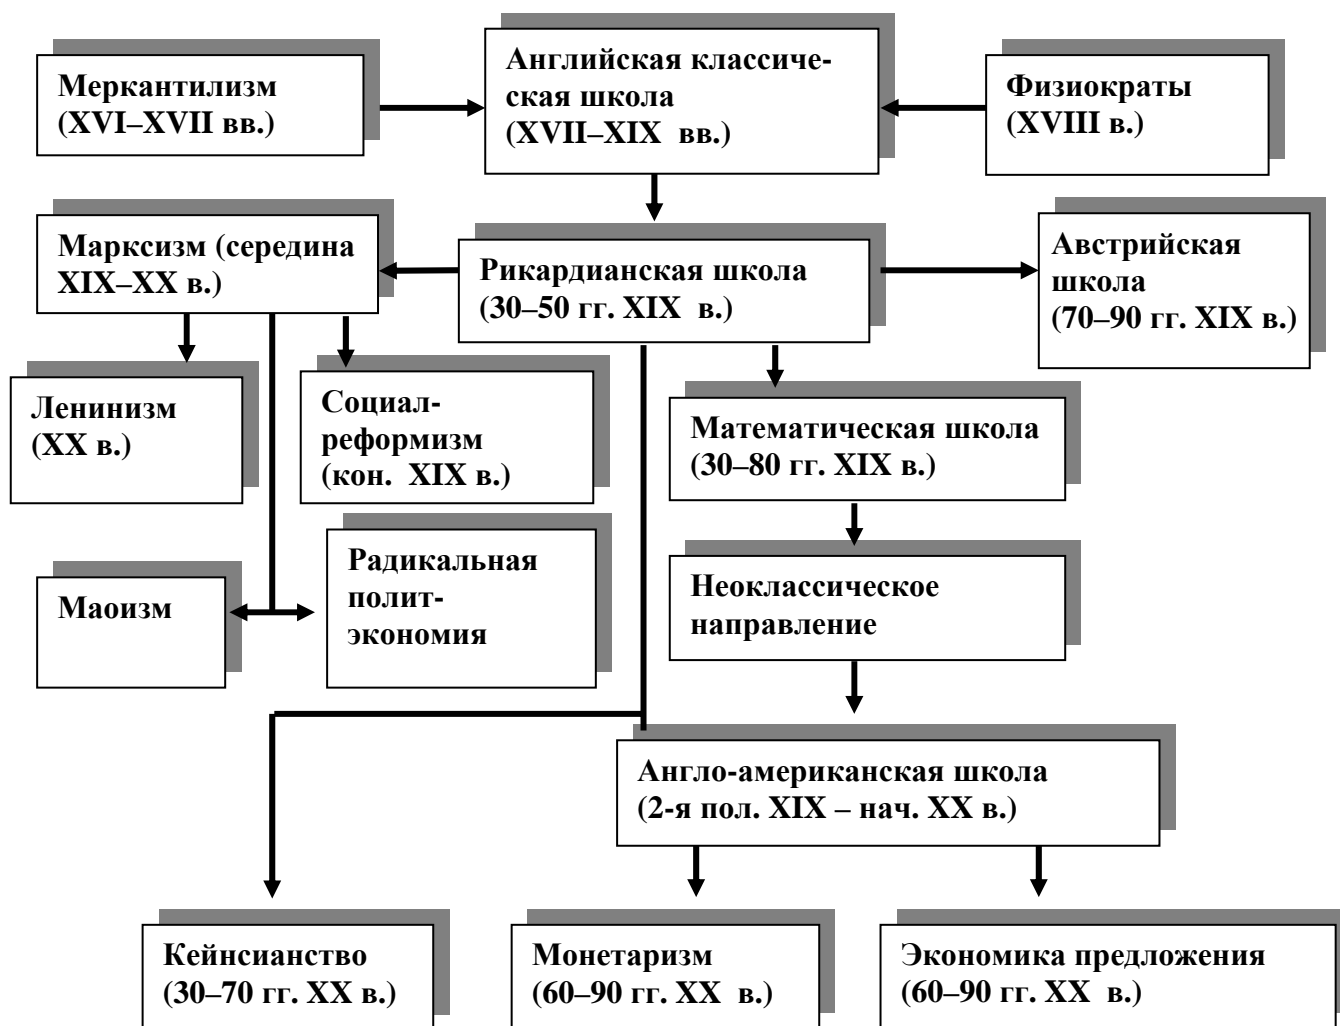 Меркантилизм
(XVI–XVII вв.)
Английская классиче-
ская школа
(XVII–XIX вв.)
Физиократы
(XVIII в.)
Марксизм (середина
XIX–XX в.)
Рикардианская школа
(30–50 гг. XIX в.)
Австрийская
школа
(70–90 гг. XIX в.)
Ленинизм
(XX в.)
Социал-
реформизм
(кон. XIX в.)
Математическая школа
(30–80 гг. XIX в.)
Маоизм
Радикальная
полит-
экономия
Неоклассическое
направление
Англо-американская школа
(2-я пол. XIX – нач. XX в.)
Кейнсианство
(30–70 гг. XX в.)
Монетаризм
(60–90 гг. XX в.)
Экономика предложения
(60–90 гг. XX в.)